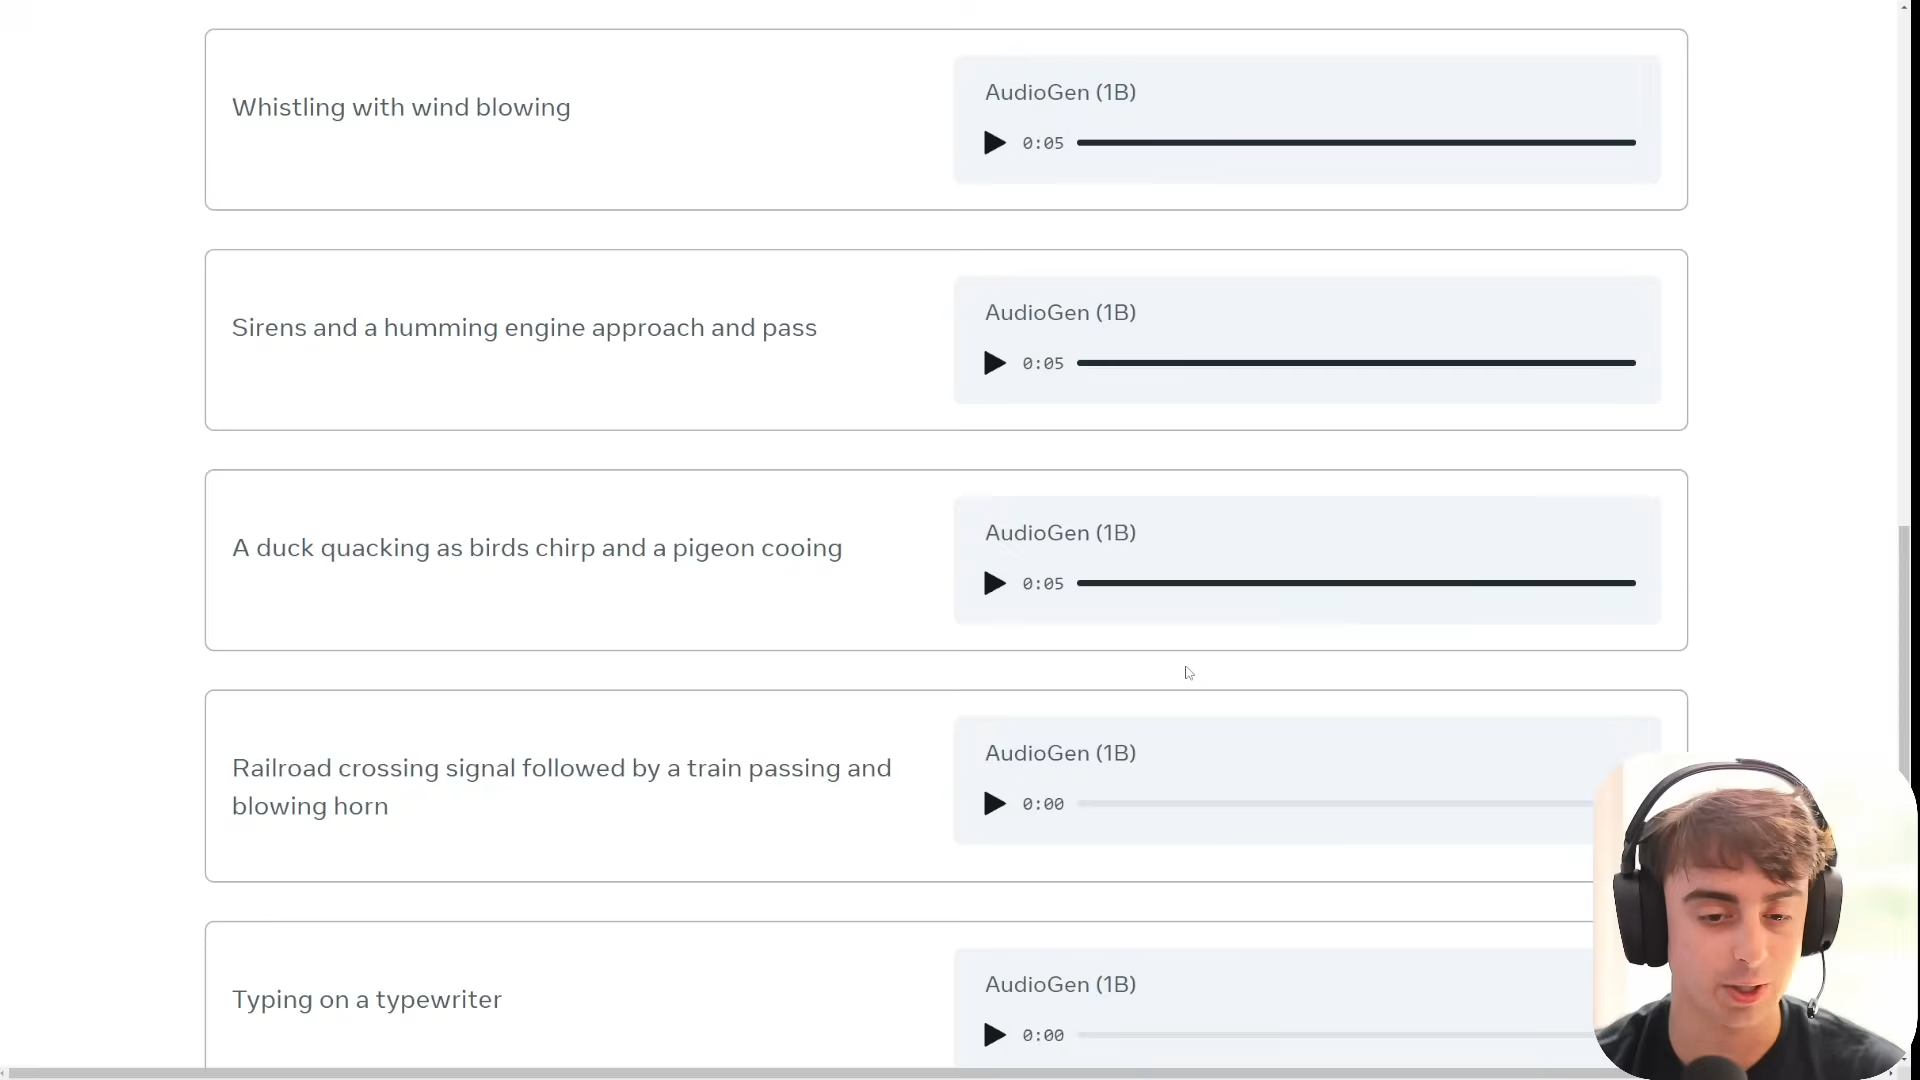 Whistling with wind blowing
AudioGen (1B)
0:05
Sirens and a humming engine approach and pass
AudioGen (1B)
0:05
A duck quacking as birds chirp and a pigeon cooing
AudioGen (1B)
0:05
Railroad crossing signal followed by a train passing and
blowing horn
AudioGen (1B)
0:00
Typing on a typewriter
AudioGen (1B)
0:00